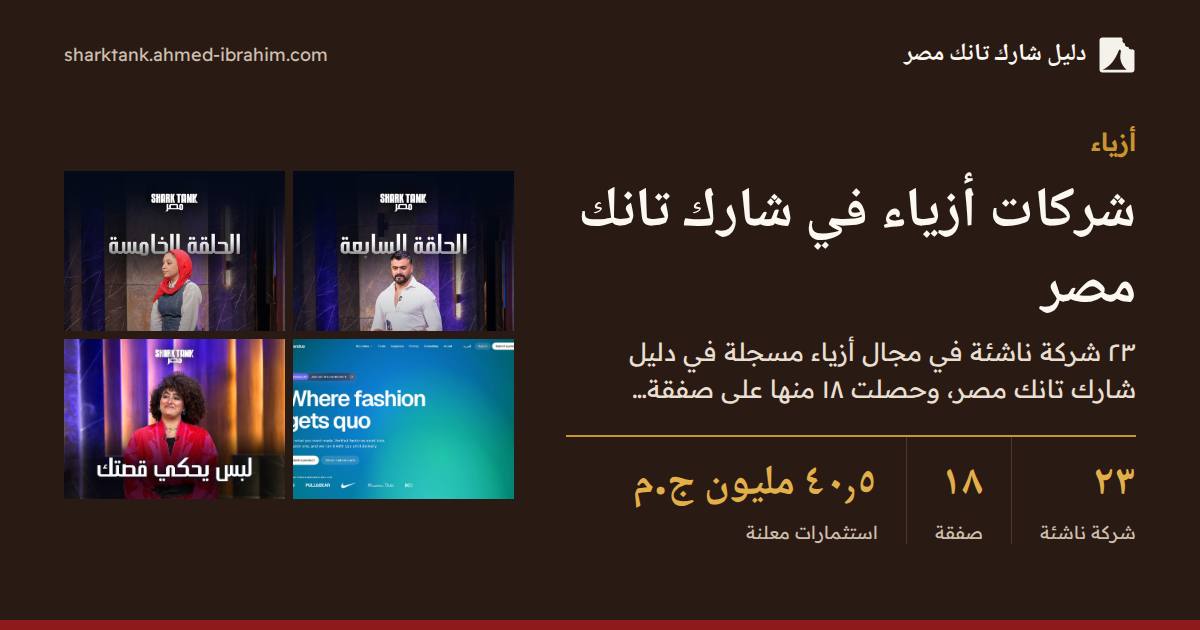 دليل شارك تانك مصر
sharktank.ahmed-ibrahim.com
أزياء
شركات أزياء في شارك تانك
مصر
٢٣ شركة ناشئة في مجال أزياء مسجلة في دليل
شارك تانك مصر، وحصلت ١٨ منها على صفقة...
٢٣
شركة ناشئة
١٨
صفقة
٤٠٫٥ مليون ج.م
استثمارات معلنة
SHARK TANK
مصر
الحلقة السابعة
SHARK TANK
مصر
الحلقة الخامسة
Where fashion
gets quo
SHARK TANK
مصر
لبس يحكي قصتك